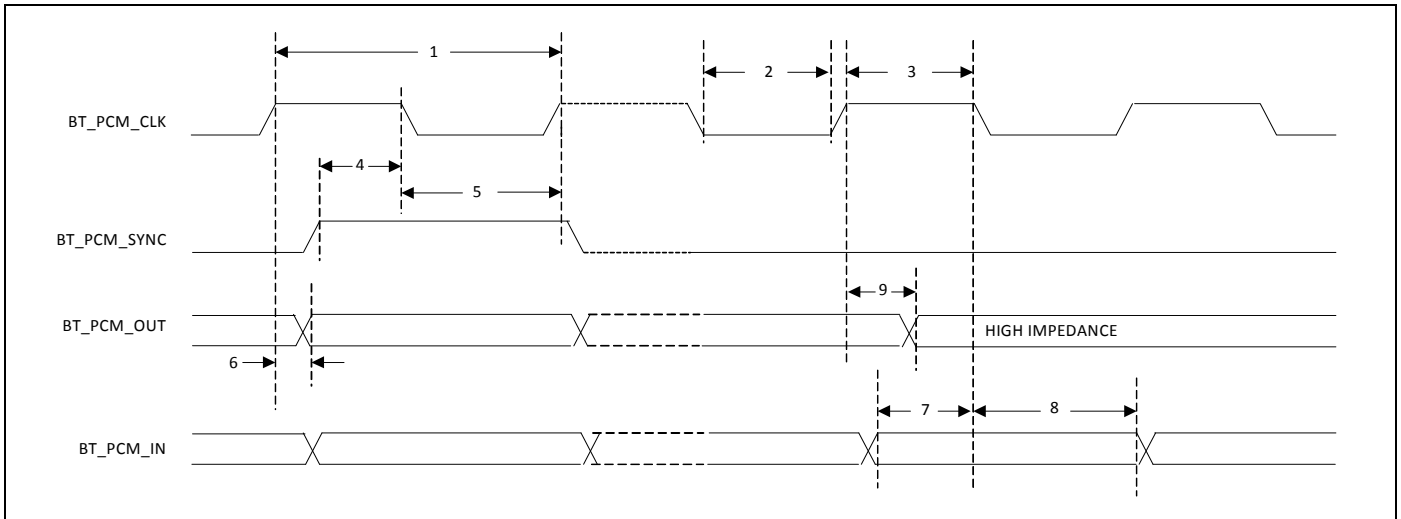 1
2
3
BT_PCM_CLK
4
5
BT_PCM_SYNC
9
BT_PCM_OUT
HIGH IMPEDANCE
6
7
8
BT_PCM_IN